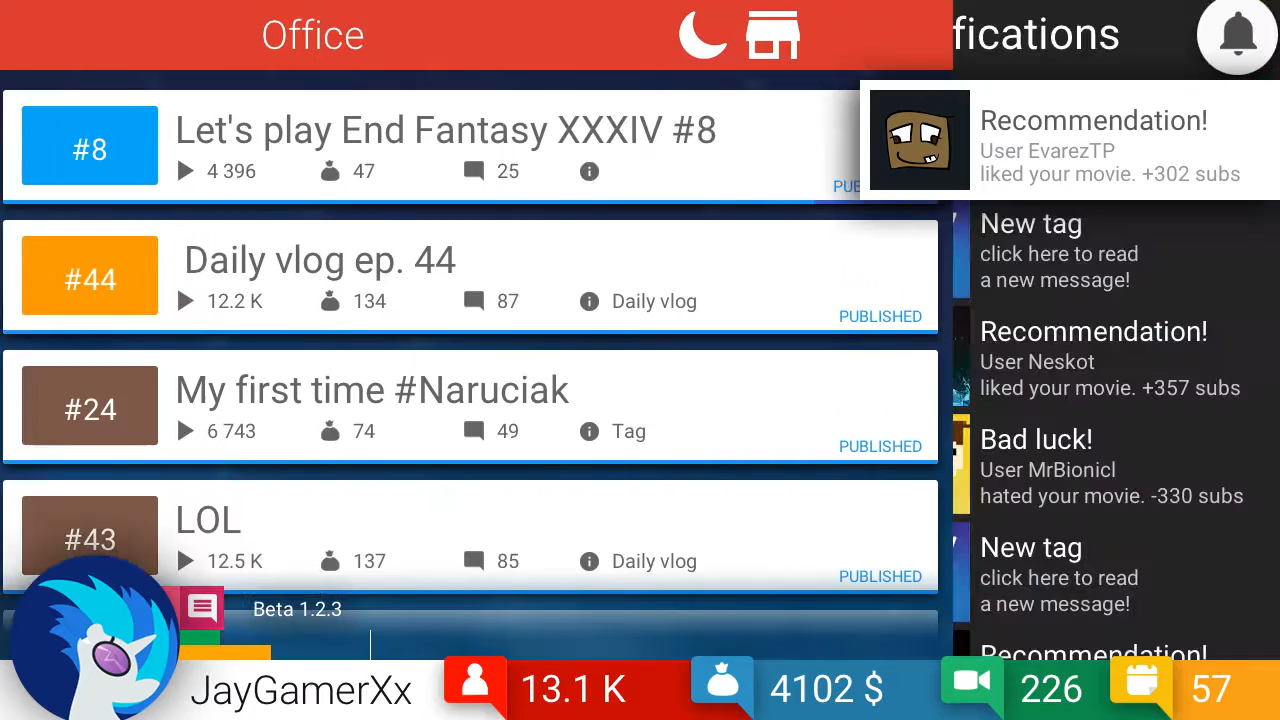 Office
fications
#8
Let's play End Fantasy XXXIV #8
4 396
47
25
PUB
Recommendation!
User EvarezTP
liked your movie. +302 subs
#44
Daily vlog ep. 44
12.2 K
134
87
Daily vlog
PUBLISHED
New tag
click here to read
a new message!
#24
My first time #Naruciak
6 743
74
49
Tag
PUBLISHED
Recommendation!
User Neskot
liked your movie. +357 subs
#43
LOL
12.5 K
137
85
Daily vlog
PUBLISHED
Bad luck!
User MrBionicl
hated your movie. -330 subs
New tag
click here to read
a new message!
Recommendation!
Beta 1.2.3
JayGamerXx
13.1 K
4102 $
226
57